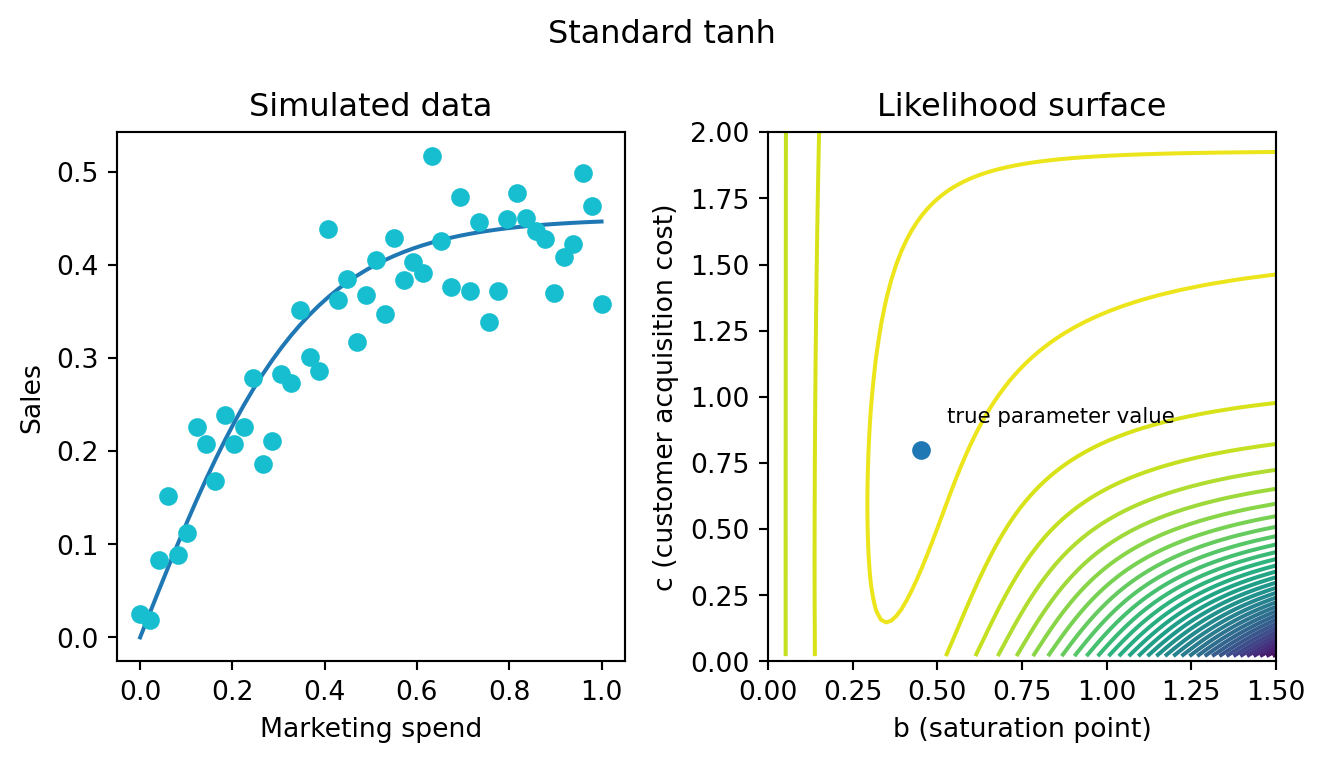 Standard tanh
Simulated data
Sales
0.5
0.4
0.3
0.2
0.1
0.0
0.0 0.2 0.4 0.6 0.8 1.0
Marketing spend
Likelihood surface
c (customer acquisition cost)
2.00
1.75
1.50
1.25
1.00
0.75
0.50
0.25
0.00
true parameter value
0.00 0.25 0.50 0.75 1.00 1.25 1.50
b (saturation point)